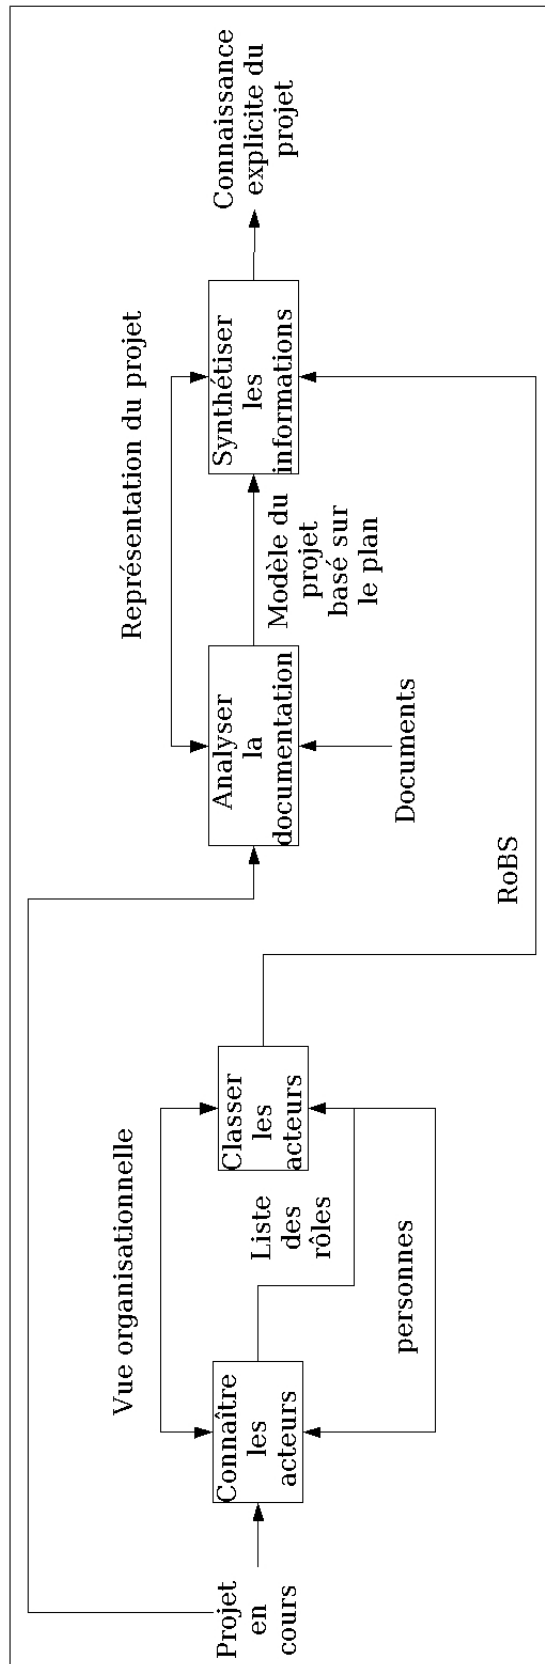 Projet
en
cours
Vue organisationnelle
Connaître
les
acteurs
Liste
des
rôles
personnes
Classer
les
acteurs
RoBS
Représentation du projet
Analyser
la
documentation
Documents
Modèle du
projet
basé sur
le plan
Synthétiser
les
informations
Connaissance
explicite du
projet